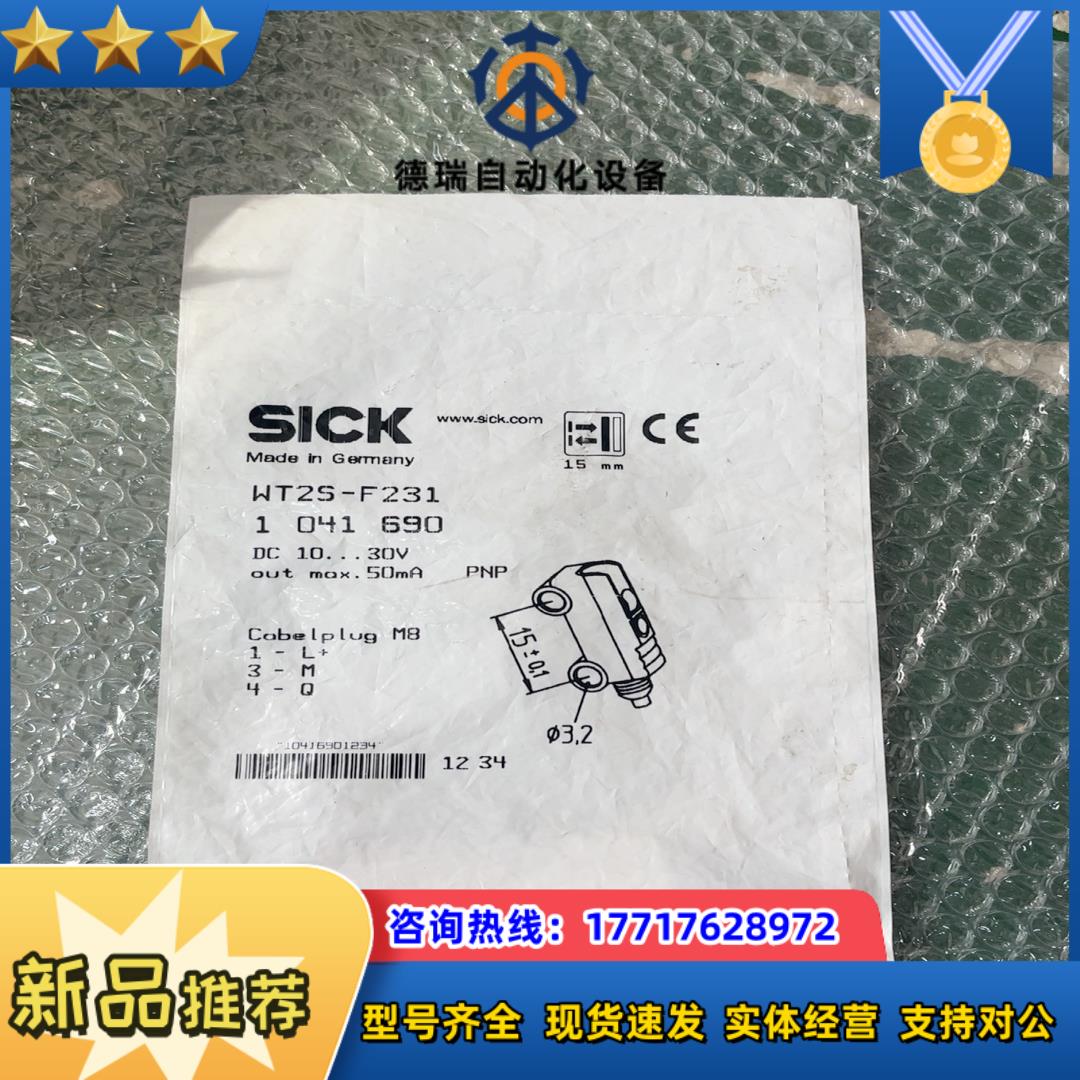 德瑞自动化设备
SICK
www.sick.com
CE
Made in Germany
15 mm
WT2S-F231
1 041 690
DC 10...30V
out max.50mA PNP
Cabelplug M8
1 - L+
3 - M
4 - Q
15±0.1
Ø3,2
*10416901234*
12 34
咨询热线：17717628972
新品推荐
型号齐全 现货速发 实体经营 支持对公